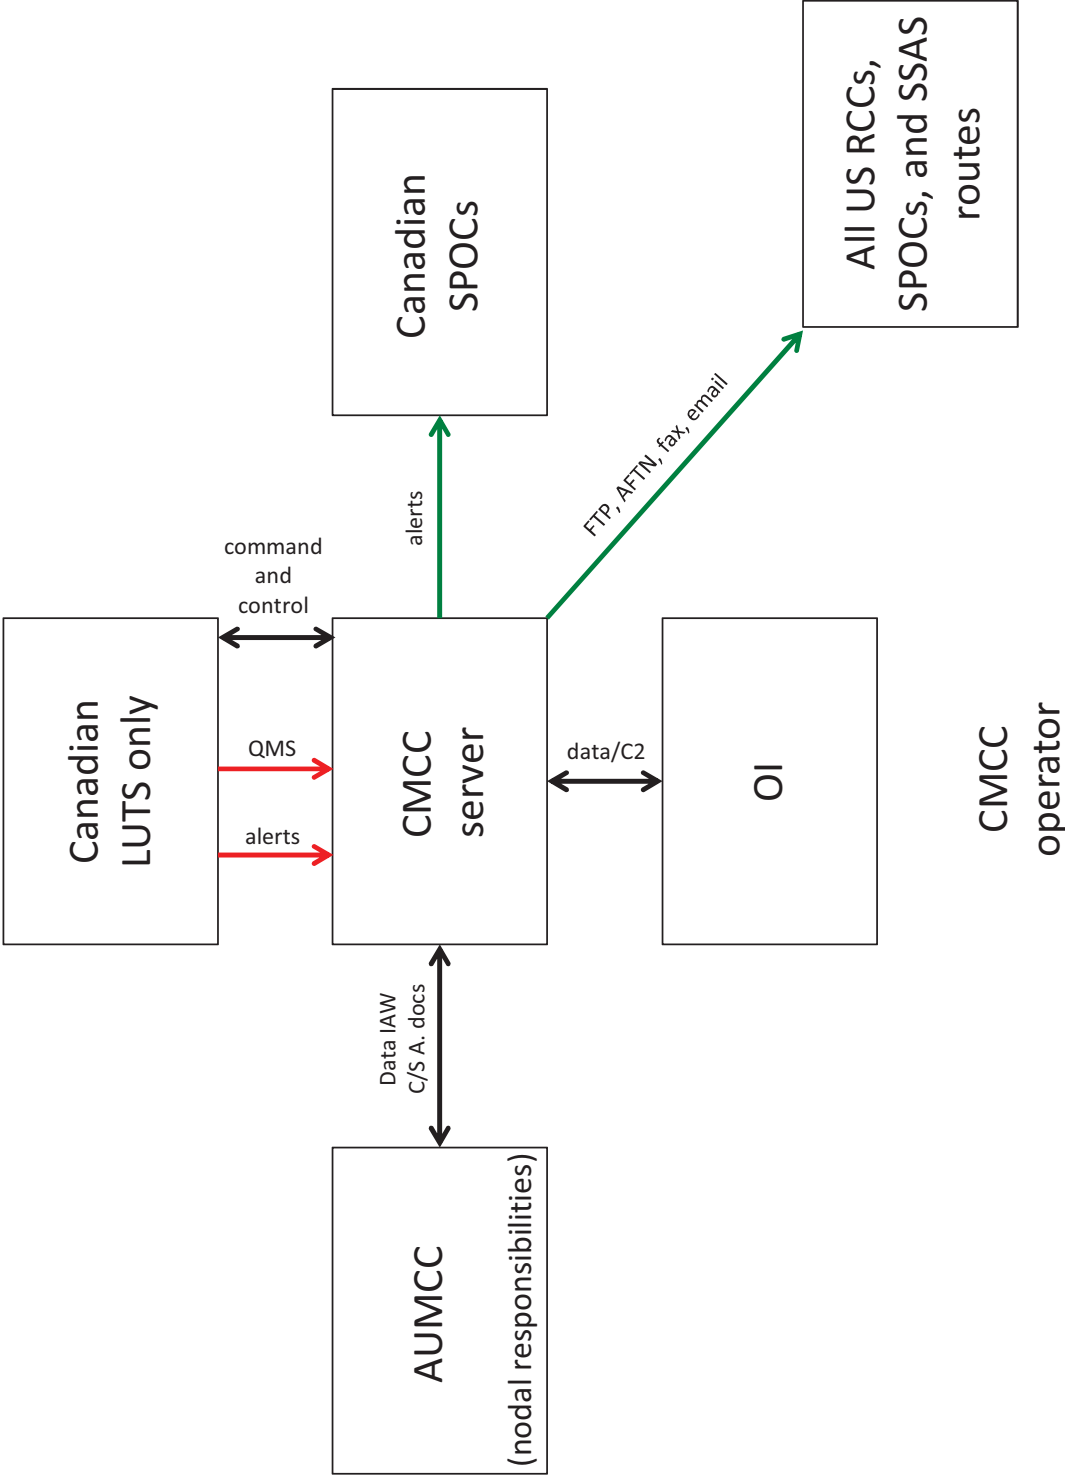 Canadian
LUTS only
alerts
QMS
command
and
control
AUMCC
(nodal responsibilities)
Data IAW
C/S A. docs
CMCC
server
alerts
Canadian
SPOCs
data/C2
OI
FTP, AFTN, fax, email
All US RCCs,
SPOCs, and SSAS
routes
CMCC
operator